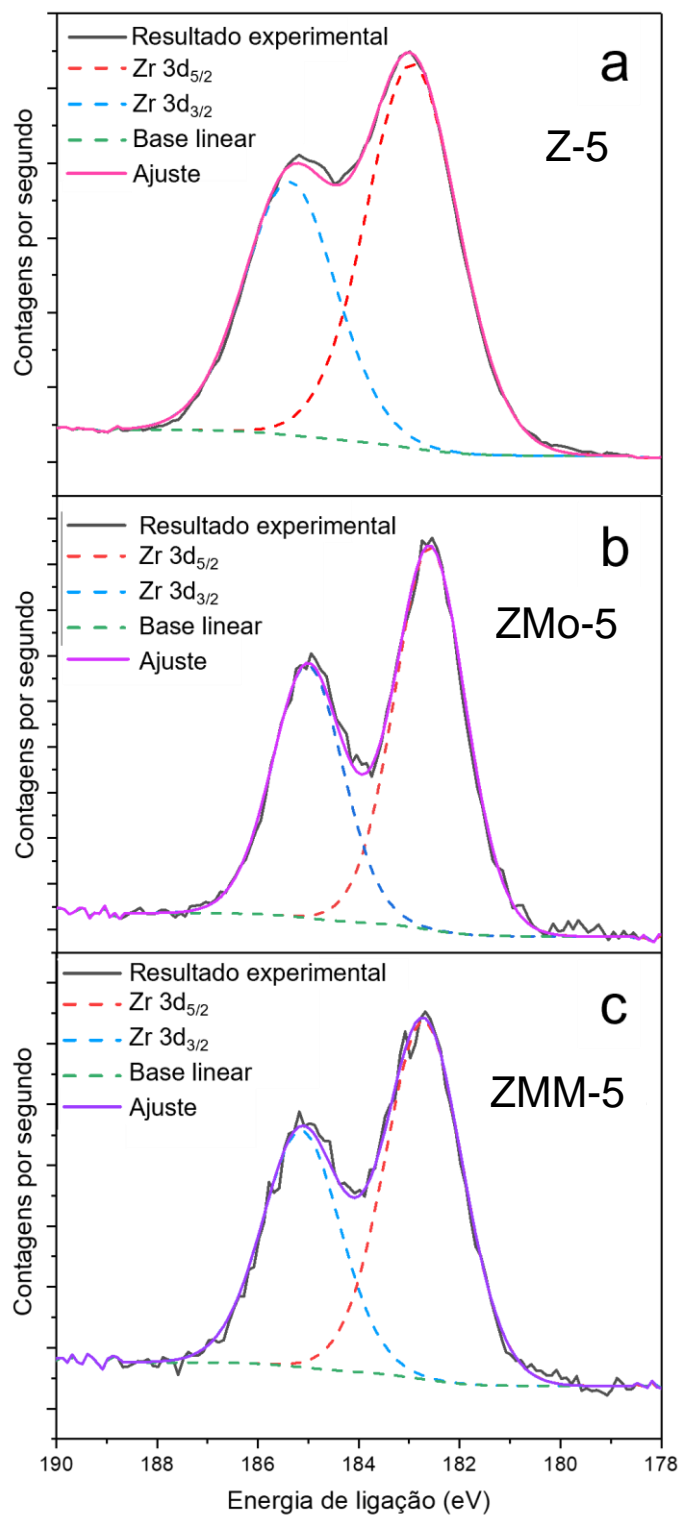 Resultado experimental
Zr 3d5/2
Zr 3d3/2
Base linear
Ajuste
a
Z-5
Contagens por segundo
Resultado experimental
Zr 3d5/2
Zr 3d3/2
Base linear
Ajuste
b
ZMo-5
Contagens por segundo
Resultado experimental
Zr 3d5/2
Zr 3d3/2
Base linear
Ajuste
c
ZMM-5
Contagens por segundo
190 188 186 184 182 180 178
Energia de ligação (eV)